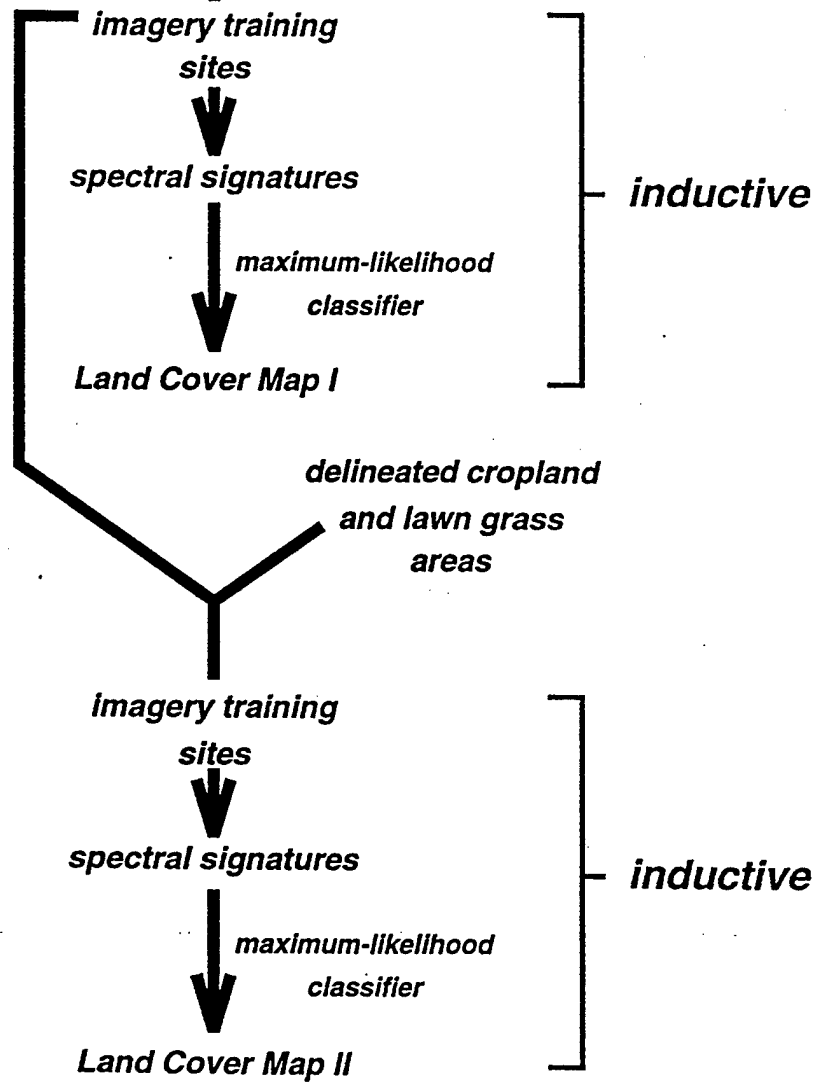 imagery training
sites
spectral signatures
inductive
maximum-likelihood
classifier
Land Cover Map I
delineated cropland
and lawn grass
areas
imagery training
sites
spectral signatures
inductive
maximum-likelihood
classifier
Land Cover Map II